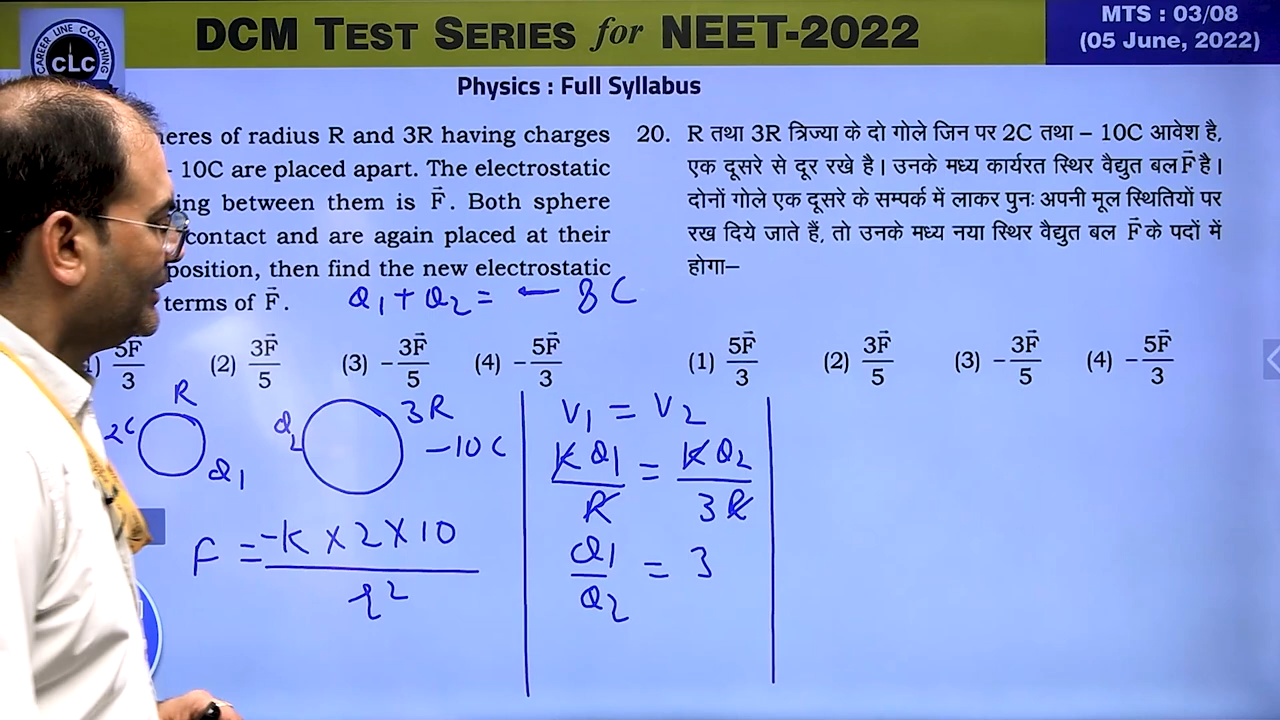 DCM TEST SERIES for NEET-2022
MTS : 03/08
(05 June, 2022)
CAREER LINE COACHING
CLC
Physics : Full Syllabus
of radius R and 3R having charges
- 10C are placed apart. The electrostatic
between them is F⃗. Both sphere
contact and are again placed at their
position, then find the new electrostatic
terms of F⃗.
Q₁ + Q₂ = - 8 C
5F⃗/3 (2) 3F⃗/5 (3) -3F⃗/5 (4) -5F⃗/3
20. R तथा 3R त्रिज्या के दो गोले जिन पर 2C तथा – 10C आवेश है,
एक दूसरे से दूर रखे है। उनके मध्य कार्यरत स्थिर वैद्युत बल F⃗ है।
दोनों गोले एक दूसरे के सम्पर्क में लाकर पुनः अपनी मूल स्थितियों पर
रख दिये जाते हैं, तो उनके मध्य नया स्थिर वैद्युत बल F⃗ के पदों में
होगा–
(1) 5F⃗/3 (2) 3F⃗/5 (3) -3F⃗/5 (4) -5F⃗/3
R
2C
Q₁
Q₂
3R
-10C
F = -K × 2 × 10 / r²
V₁ = V₂
KQ₁/R = KQ₂/3R
Q₁/Q₂ = 3